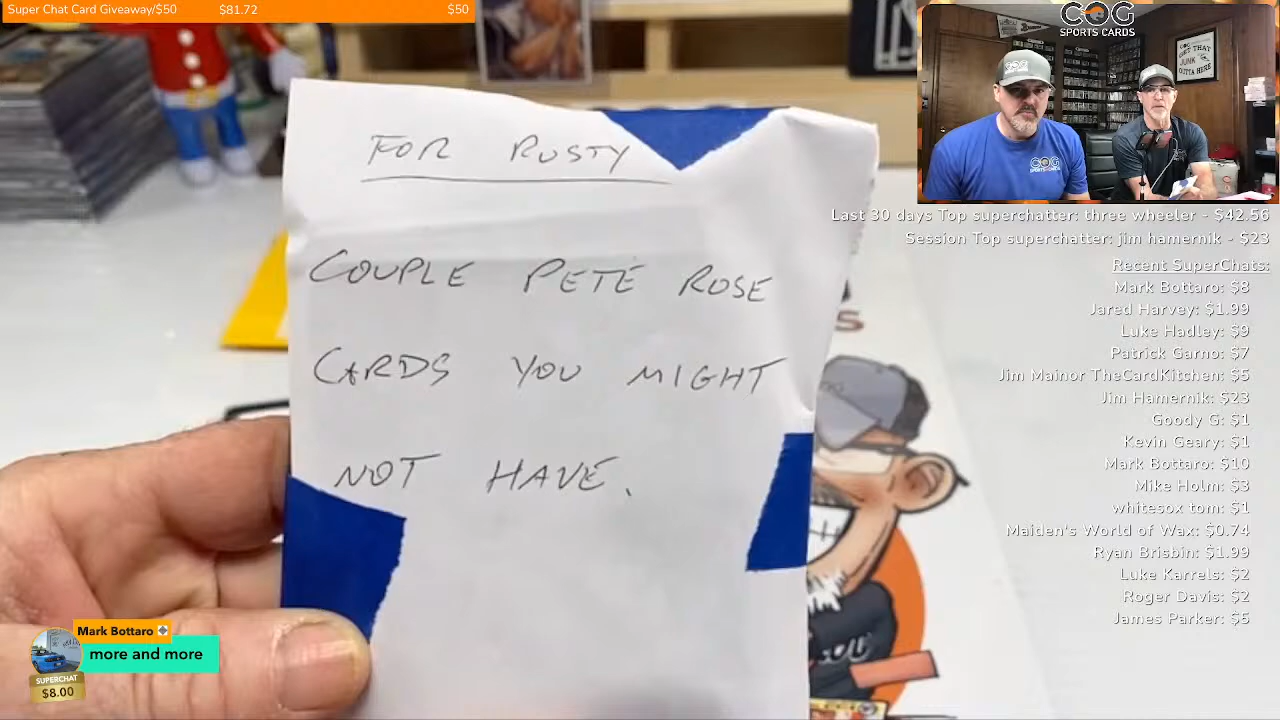 Super Chat Card Giveaway/$50 $81.72 $50
COG
SPORTS CARDS
FOR RUSTY
COUPLE PETE ROSE
CARDS YOU MIGHT
NOT HAVE.
Last 30 days Top superchatter: three wheeler - $42.56
Session Top superchatter: jim hamernik - $23
Recent SuperChats:
Mark Bottaro: $8
Jared Harvey: $1.99
Luke Hadley: $9
Patrick Garno: $7
Jim Mainor TheCardKitchen: $5
Jim Hamernik: $23
Goody G: $1
Kevin Geary: $1
Mark Bottaro: $10
Mike Holm: $3
whitesox tom: $1
Maiden's World of Wax: $0.74
Ryan Brisbin: $1.99
Luke Karrels: $2
Roger Davis: $2
James Parker: $5
Mark Bottaro
more and more
SUPERCHAT
$8.00